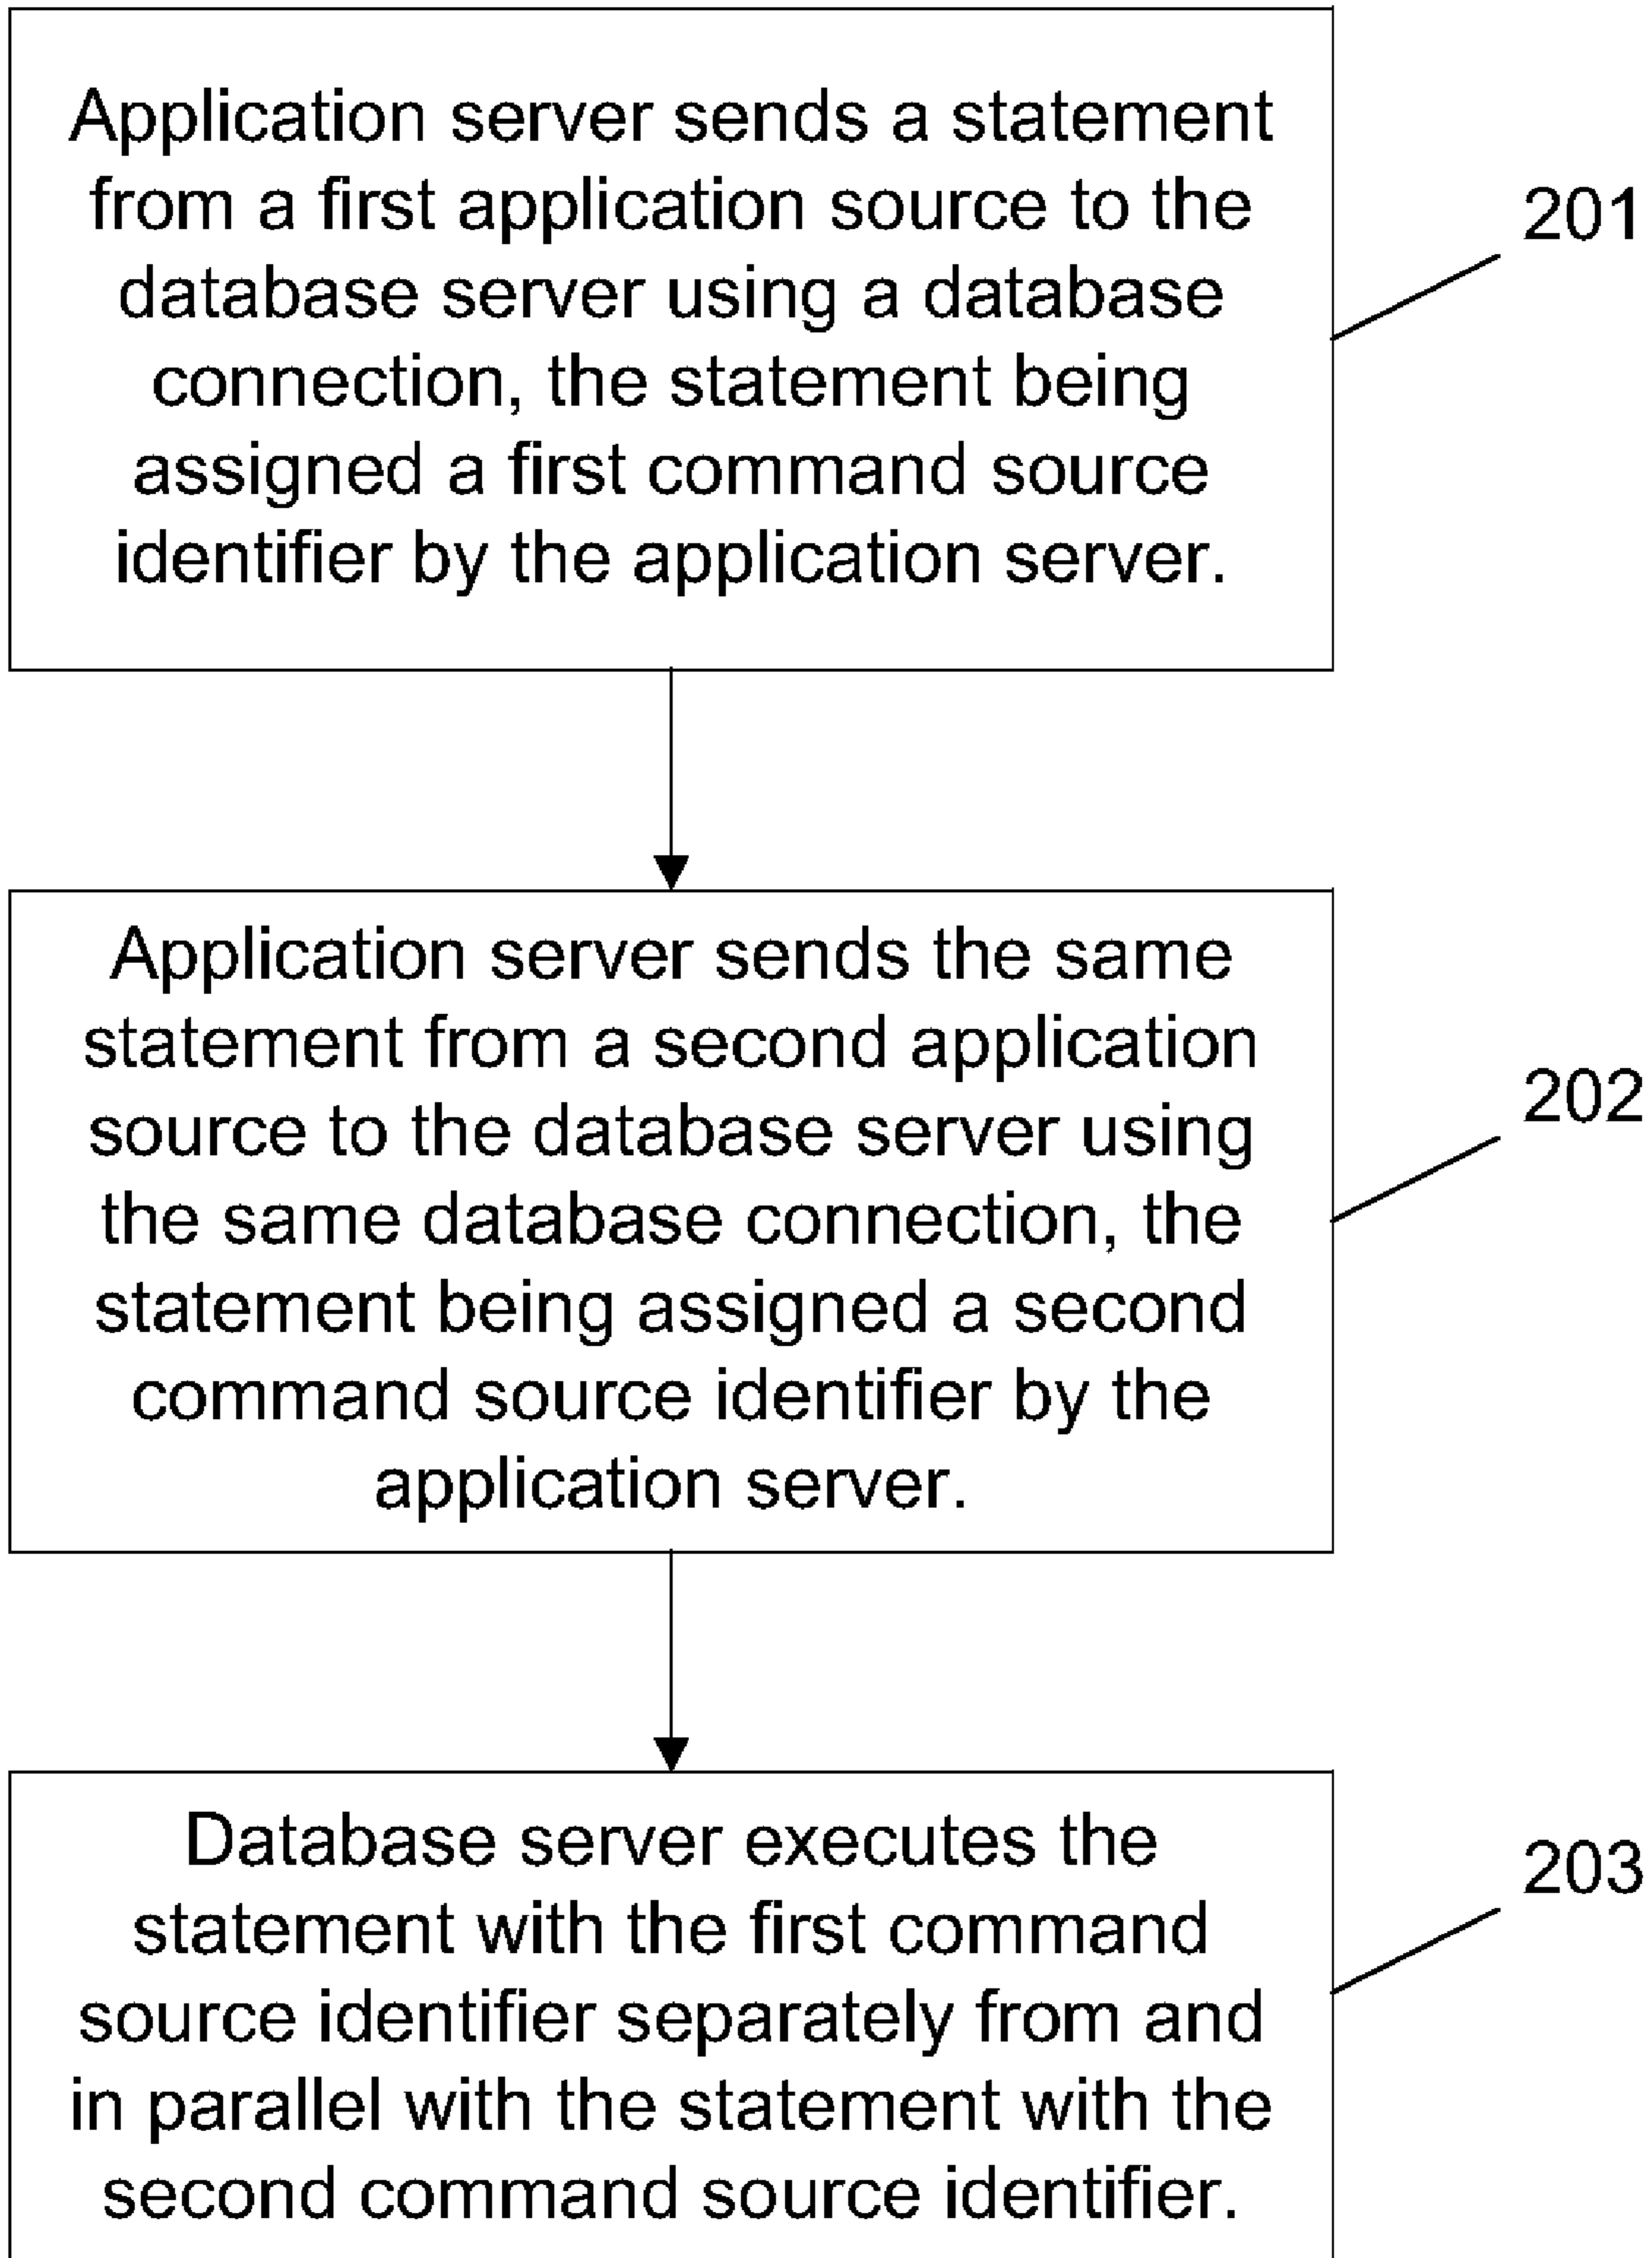 Application server sends a statement
from a first application source to the
database server using a database
connection, the statement being
assigned a first command source
identifier by the application server.
201
Application server sends the same
statement from a second application
source to the database server using
the same database connection, the
statement being assigned a second
command source identifier by the
application server.
202
Database server executes the
statement with the first command
source identifier separately from and
in parallel with the statement with the
second command source identifier.
203